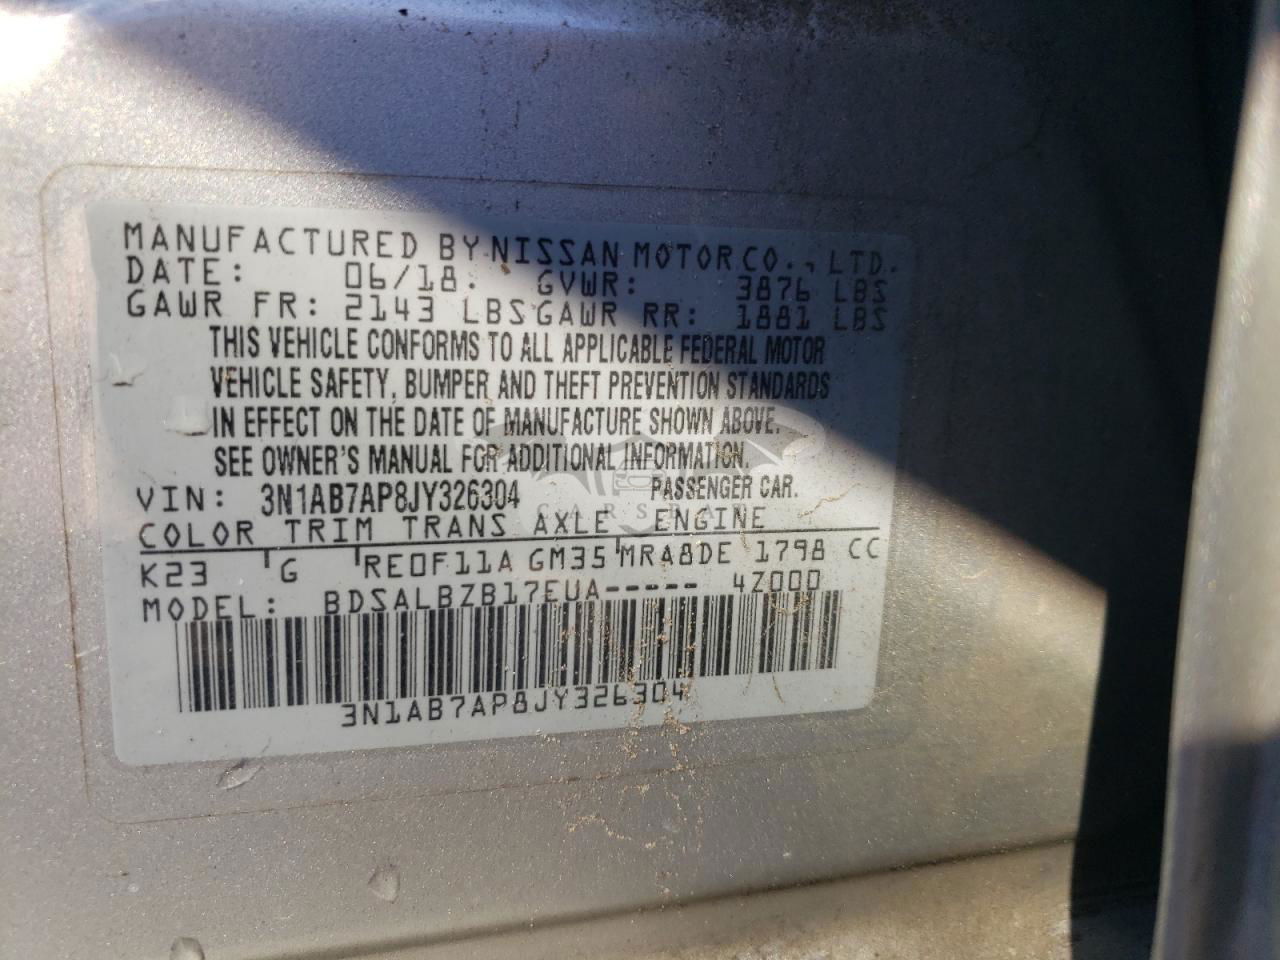 MANUFACTURED BY NISSAN MOTOR CO., LTD.
DATE: 06/18. GVWR: 3876 LBS
GAWR FR: 2143 LBS GAWR RR: 1881 LBS
THIS VEHICLE CONFORMS TO ALL APPLICABLE FEDERAL MOTOR
VEHICLE SAFETY, BUMPER AND THEFT PREVENTION STANDARDS
IN EFFECT ON THE DATE OF MANUFACTURE SHOWN ABOVE.
SEE OWNER'S MANUAL FOR ADDITIONAL INFORMATION.
VIN: 3N1AB7AP8JY326304 PASSENGER CAR.
COLOR TRIM TRANS AXLE ENGINE
K23 G RE0F11A GM35 MRA8DE 1798 CC
MODEL: BDSALBZB17EUA----- 4Z000
3N1AB7AP8JY326304